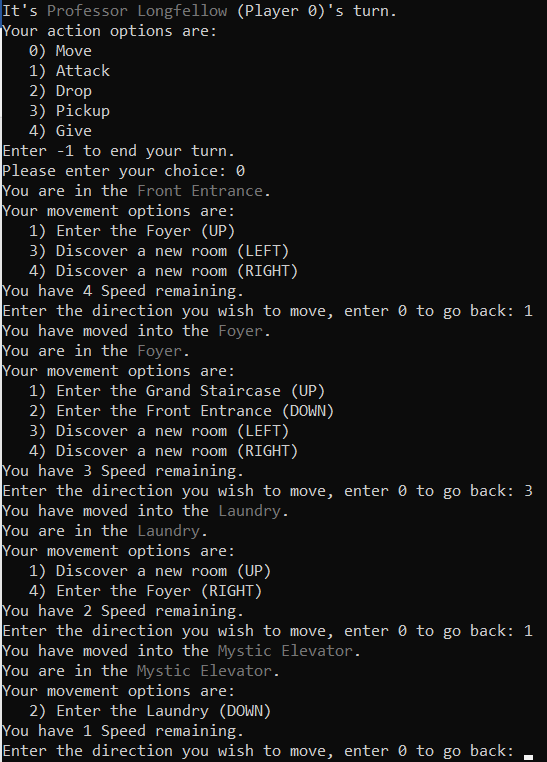 It's Professor Longfellow (Player 0)'s turn.
Your action options are:
   0) Move
   1) Attack
   2) Drop
   3) Pickup
   4) Give
Enter -1 to end your turn.
Please enter your choice: 0
You are in the Front Entrance.
Your movement options are:
   1) Enter the Foyer (UP)
   3) Discover a new room (LEFT)
   4) Discover a new room (RIGHT)
You have 4 Speed remaining.
Enter the direction you wish to move, enter 0 to go back: 1
You have moved into the Foyer.
You are in the Foyer.
Your movement options are:
   1) Enter the Grand Staircase (UP)
   2) Enter the Front Entrance (DOWN)
   3) Discover a new room (LEFT)
   4) Discover a new room (RIGHT)
You have 3 Speed remaining.
Enter the direction you wish to move, enter 0 to go back: 3
You have moved into the Laundry.
You are in the Laundry.
Your movement options are:
   1) Discover a new room (UP)
   4) Enter the Foyer (RIGHT)
You have 2 Speed remaining.
Enter the direction you wish to move, enter 0 to go back: 1
You have moved into the Mystic Elevator.
You are in the Mystic Elevator.
Your movement options are:
   2) Enter the Laundry (DOWN)
You have 1 Speed remaining.
Enter the direction you wish to move, enter 0 to go back: